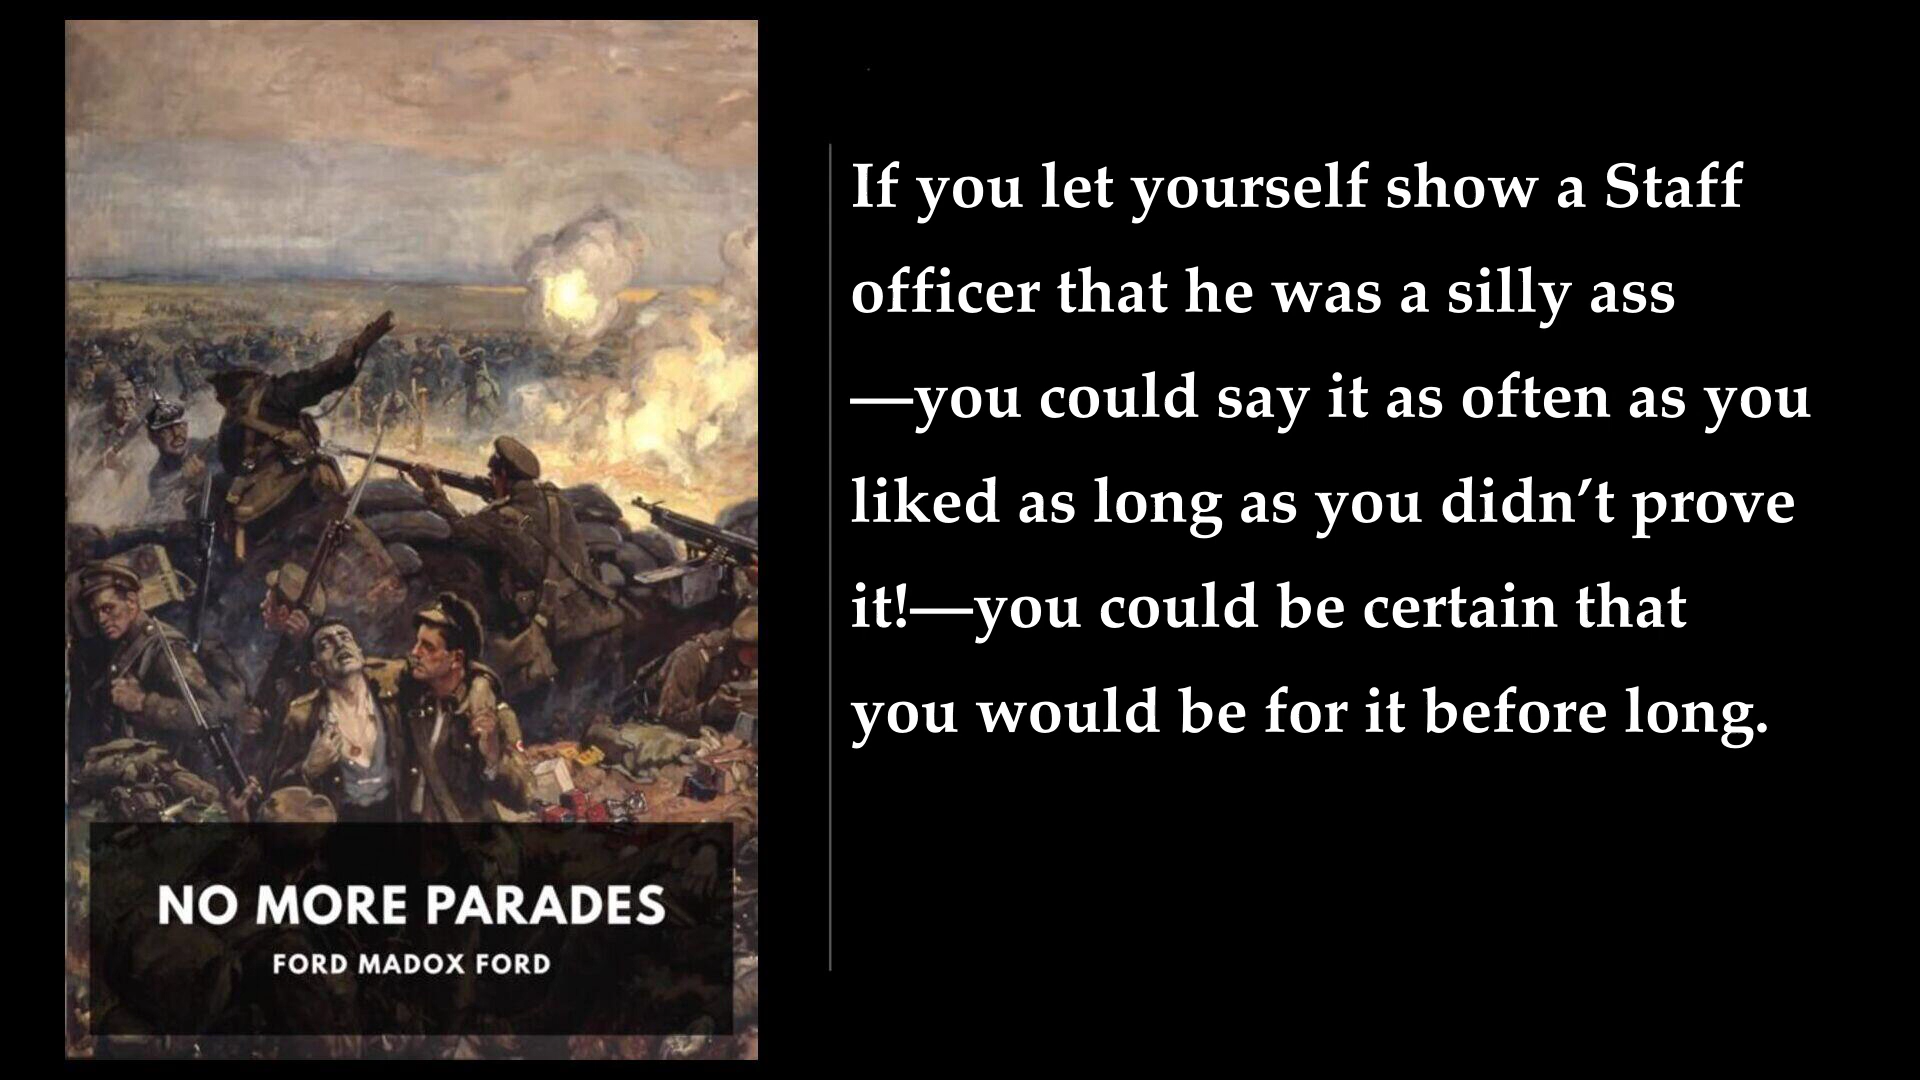 If you let yourself show a Staff
officer that he was a silly ass
—you could say it as often as you
liked as long as you didn’t prove
it!—you could be certain that
you would be for it before long.
NO MORE PARADES
FORD MADOX FORD